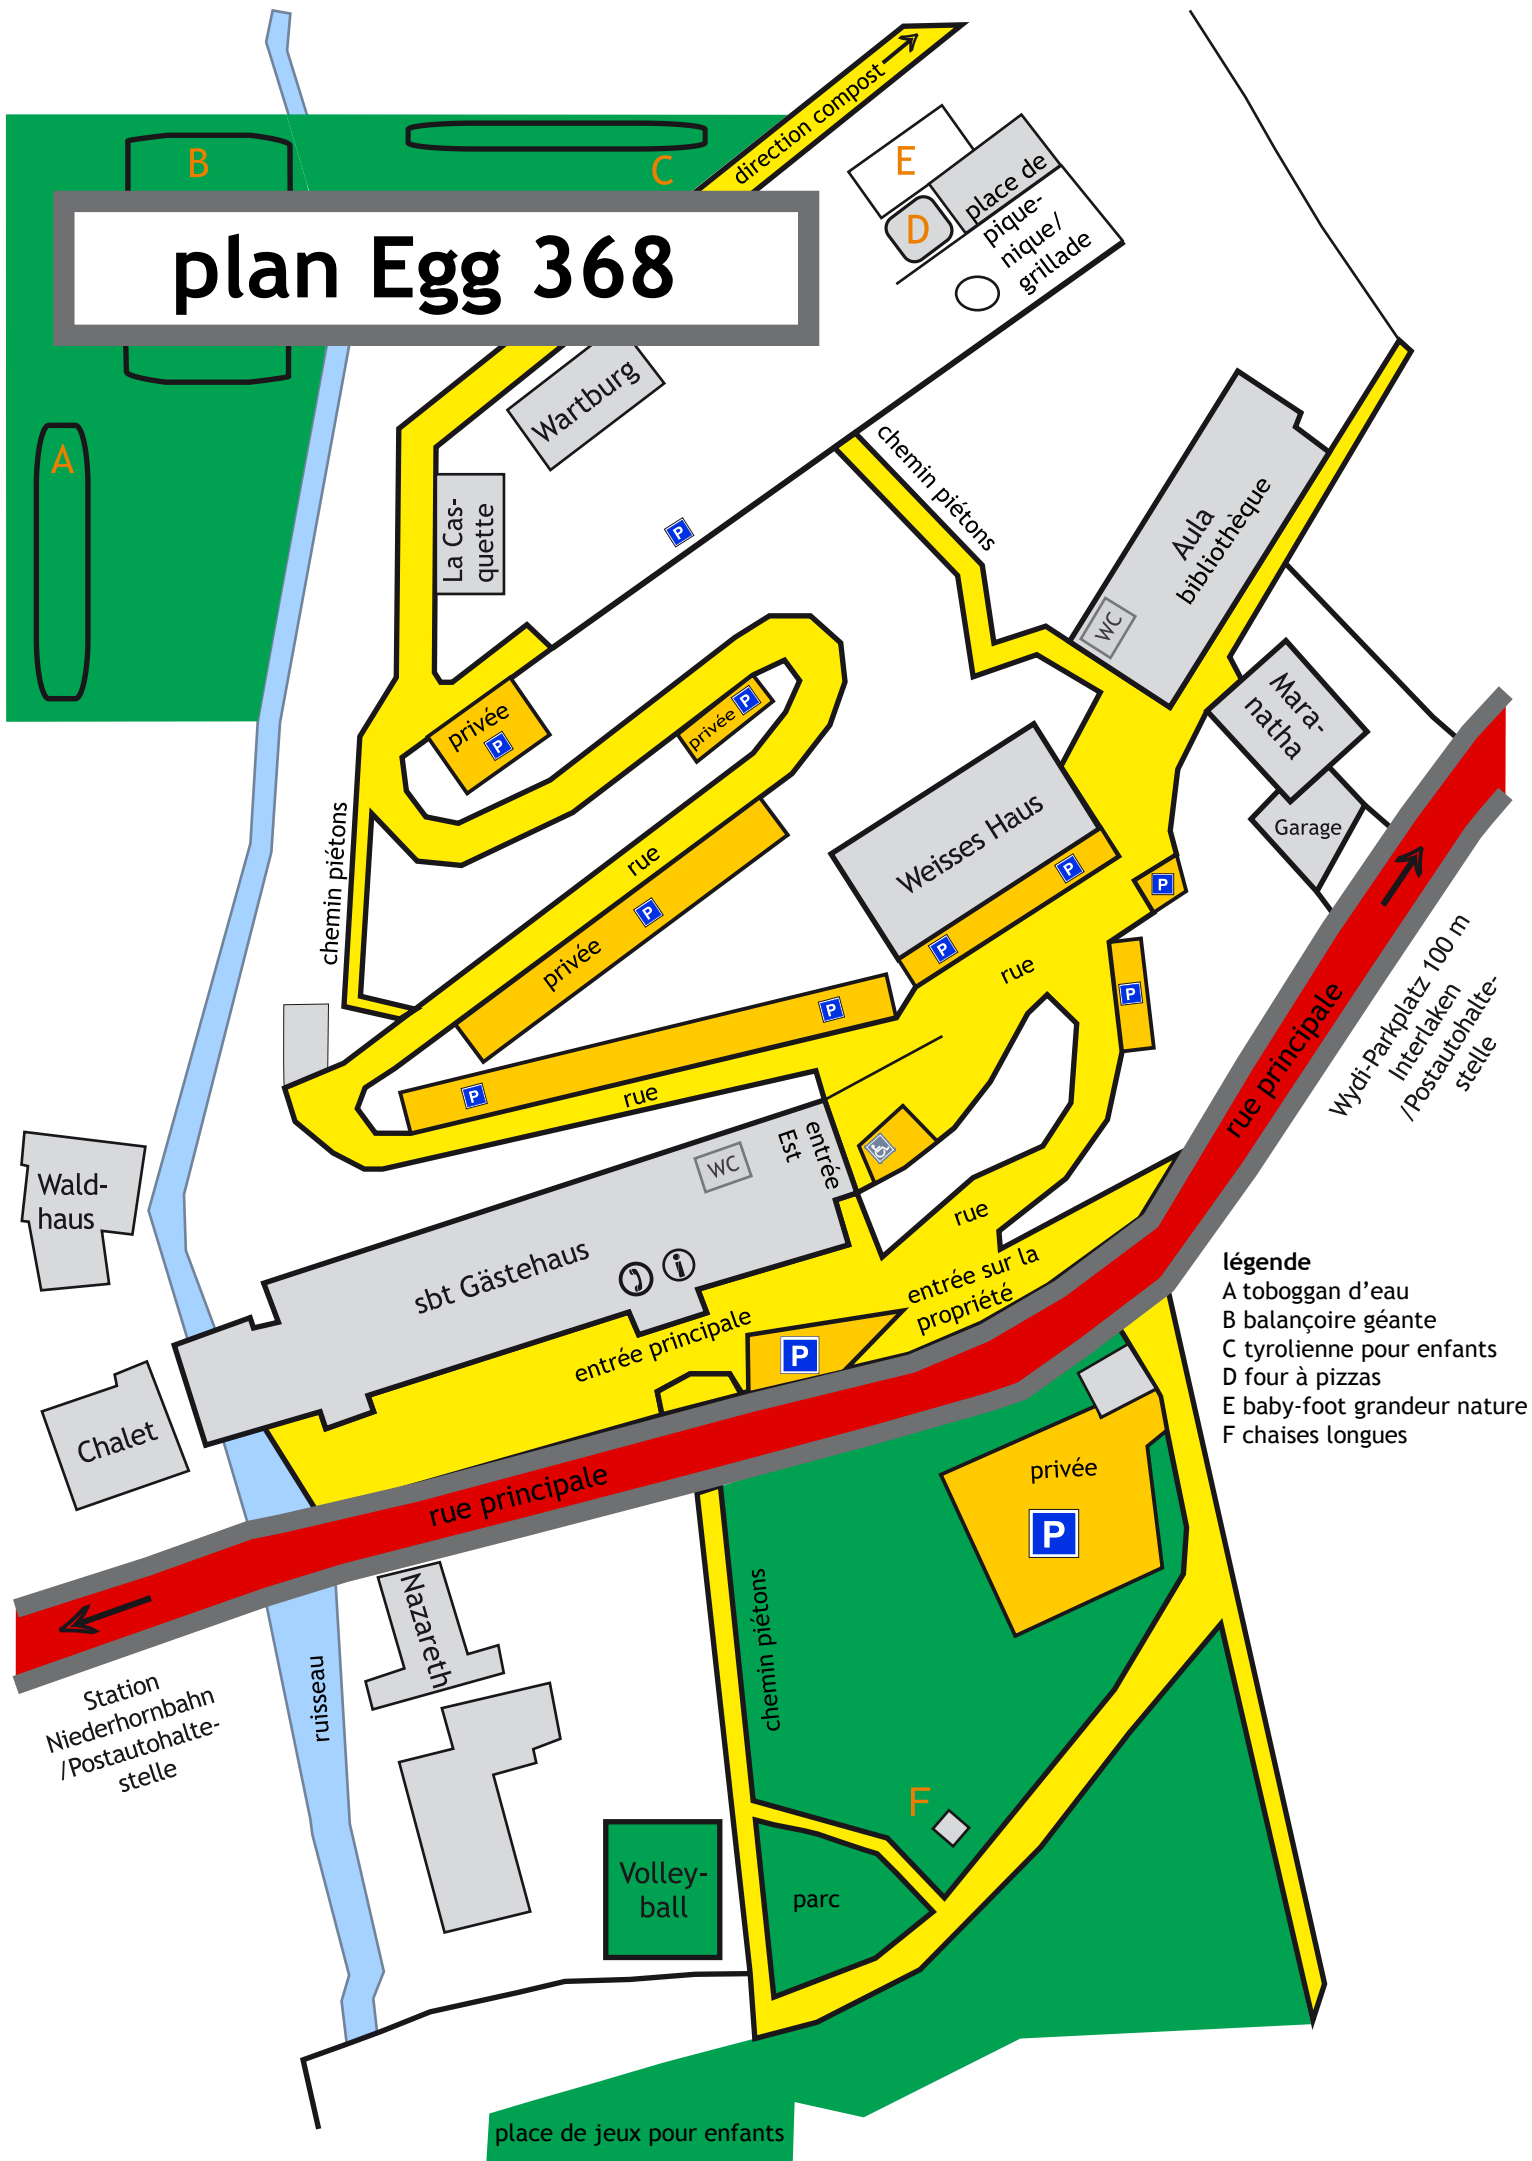 direction compost
B
C
E
D
place de
pique-
nique/
grillade
plan Egg 368
A
Wartburg
La Cas-
quette
P
chemin piétons
Aula
bibliothèque
WC
Mara-
natha
Garage
privée
P
privée
P
chemin piétons
rue
privée
P
Weisses Haus
P
P
P
P
rue
P
P
rue
rue principale
Wydi-Parkplatz 100 m
Interlaken
/Postautohalte-
stelle
Wald-
haus
WC
entrée
Est
sbt Gästehaus
i
rue
entrée sur la
propriété
entrée principale
P
légende
A toboggan d’eau
B balançoire géante
C tyrolienne pour enfants
D four à pizzas
E baby-foot grandeur nature
F chaises longues
Chalet
rue principale
privée
P
Nazareth
chemin piétons
ruisseau
Station
Niederhornbahn
/Postautohalte-
stelle
F
Volley-
ball
parc
place de jeux pour enfants